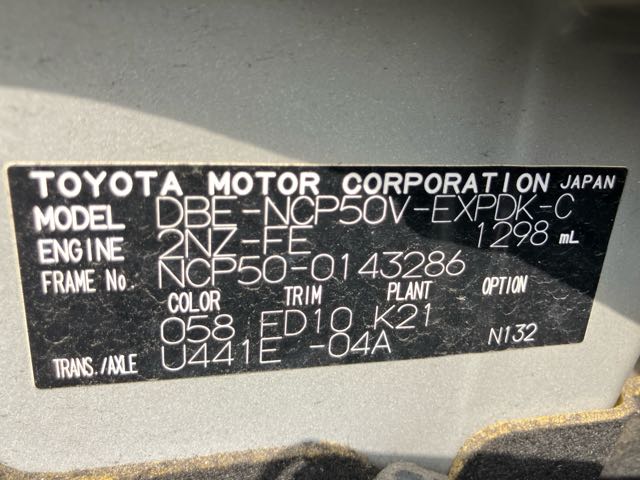 TOYOTA MOTOR CORPORATION JAPAN
MODEL DBE-NCP50V-EXPDK-C
ENGINE 2NZ-FE 1298 mL
FRAME No. NCP50-0143286
COLOR TRIM PLANT OPTION
058 FD10 K21
TRANS./AXLE U441E -04A N132